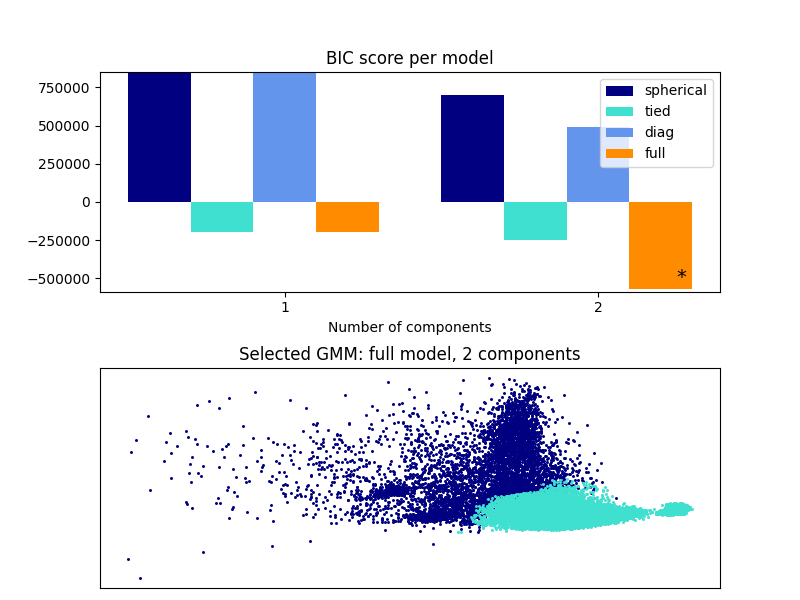 BIC score per model
750000
500000
250000
0
−250000
−500000
spherical
tied
diag
full
*
1
2
Number of components
Selected GMM: full model, 2 components